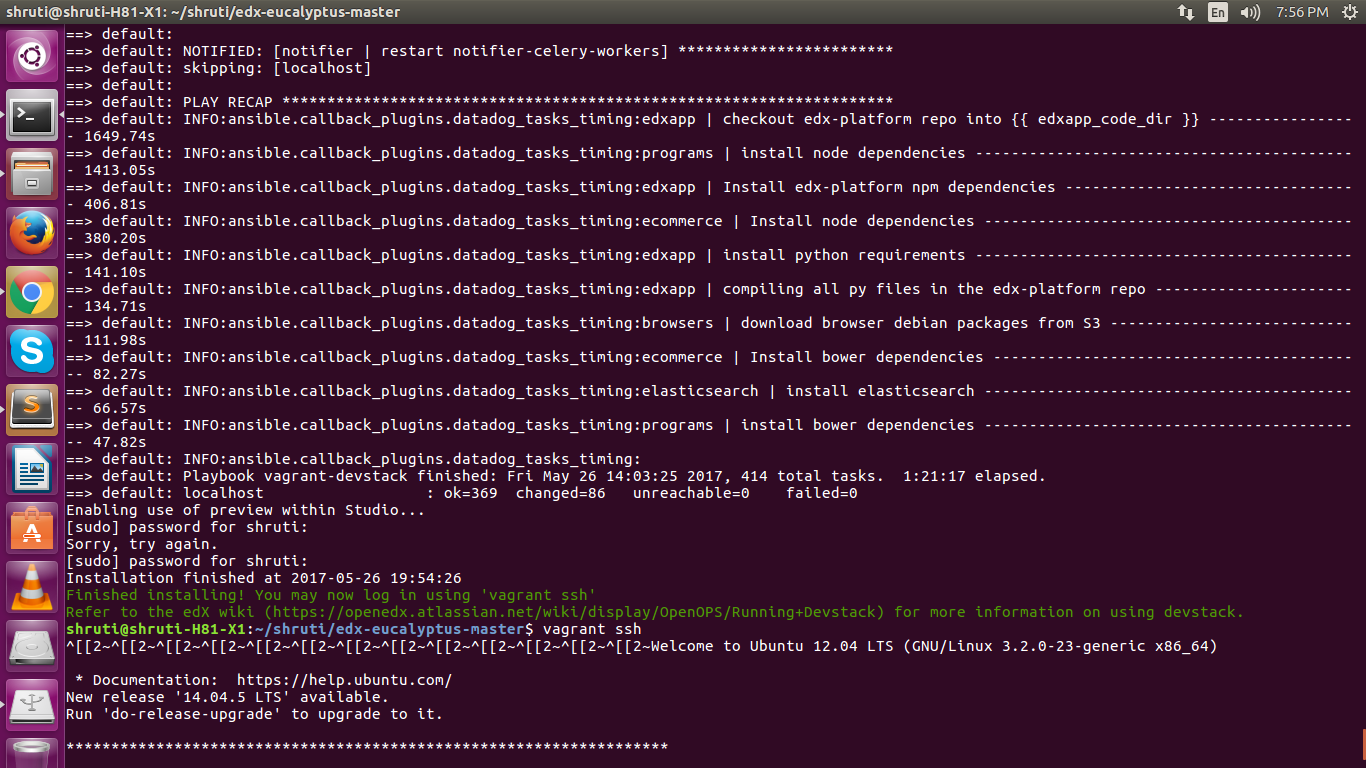 shruti@shruti-H81-X1: ~/shruti/edx-eucalyptus-master
En
7:56 PM
==> default:
==> default: NOTIFIED: [notifier | restart notifier-celery-workers] ************************
==> default: skipping: [localhost]
==> default:
==> default: PLAY RECAP ********************************************************************
==> default: INFO:ansible.callback_plugins.datadog_tasks_timing:edxapp | checkout edx-platform repo into {{ edxapp_code_dir }} ----------------
- 1649.74s
==> default: INFO:ansible.callback_plugins.datadog_tasks_timing:programs | install node dependencies ------------------------------------------
- 1413.05s
==> default: INFO:ansible.callback_plugins.datadog_tasks_timing:edxapp | Install edx-platform npm dependencies --------------------------------
- 406.81s
==> default: INFO:ansible.callback_plugins.datadog_tasks_timing:ecommerce | Install node dependencies -----------------------------------------
- 380.20s
==> default: INFO:ansible.callback_plugins.datadog_tasks_timing:edxapp | install python requirements ------------------------------------------
- 141.10s
==> default: INFO:ansible.callback_plugins.datadog_tasks_timing:edxapp | compiling all py files in the edx-platform repo ----------------------
- 134.71s
==> default: INFO:ansible.callback_plugins.datadog_tasks_timing:browsers | download browser debian packages from S3 ---------------------------
- 111.98s
==> default: INFO:ansible.callback_plugins.datadog_tasks_timing:ecommerce | Install bower dependencies ----------------------------------------
-- 82.27s
==> default: INFO:ansible.callback_plugins.datadog_tasks_timing:elasticsearch | install elasticsearch -----------------------------------------
-- 66.57s
==> default: INFO:ansible.callback_plugins.datadog_tasks_timing:programs | install bower dependencies -----------------------------------------
-- 47.82s
==> default: INFO:ansible.callback_plugins.datadog_tasks_timing:
==> default: Playbook vagrant-devstack finished: Fri May 26 14:03:25 2017, 414 total tasks.  1:21:17 elapsed.
==> default: localhost                  : ok=369  changed=86   unreachable=0    failed=0
Enabling use of preview within Studio...
[sudo] password for shruti:
Sorry, try again.
[sudo] password for shruti:
Installation finished at 2017-05-26 19:54:26
Finished installing! You may now log in using 'vagrant ssh'
Refer to the edX wiki (https://openedx.atlassian.net/wiki/display/OpenOPS/Running+Devstack) for more information on using devstack.
shruti@shruti-H81-X1:~/shruti/edx-eucalyptus-master$ vagrant ssh
^[[2~^[[2~^[[2~^[[2~^[[2~^[[2~^[[2~^[[2~^[[2~^[[2~^[[2~^[[2~^[[2~Welcome to Ubuntu 12.04 LTS (GNU/Linux 3.2.0-23-generic x86_64)
* Documentation:  https://help.ubuntu.com/
New release '14.04.5 LTS' available.
Run 'do-release-upgrade' to upgrade to it.
*******************************************************************